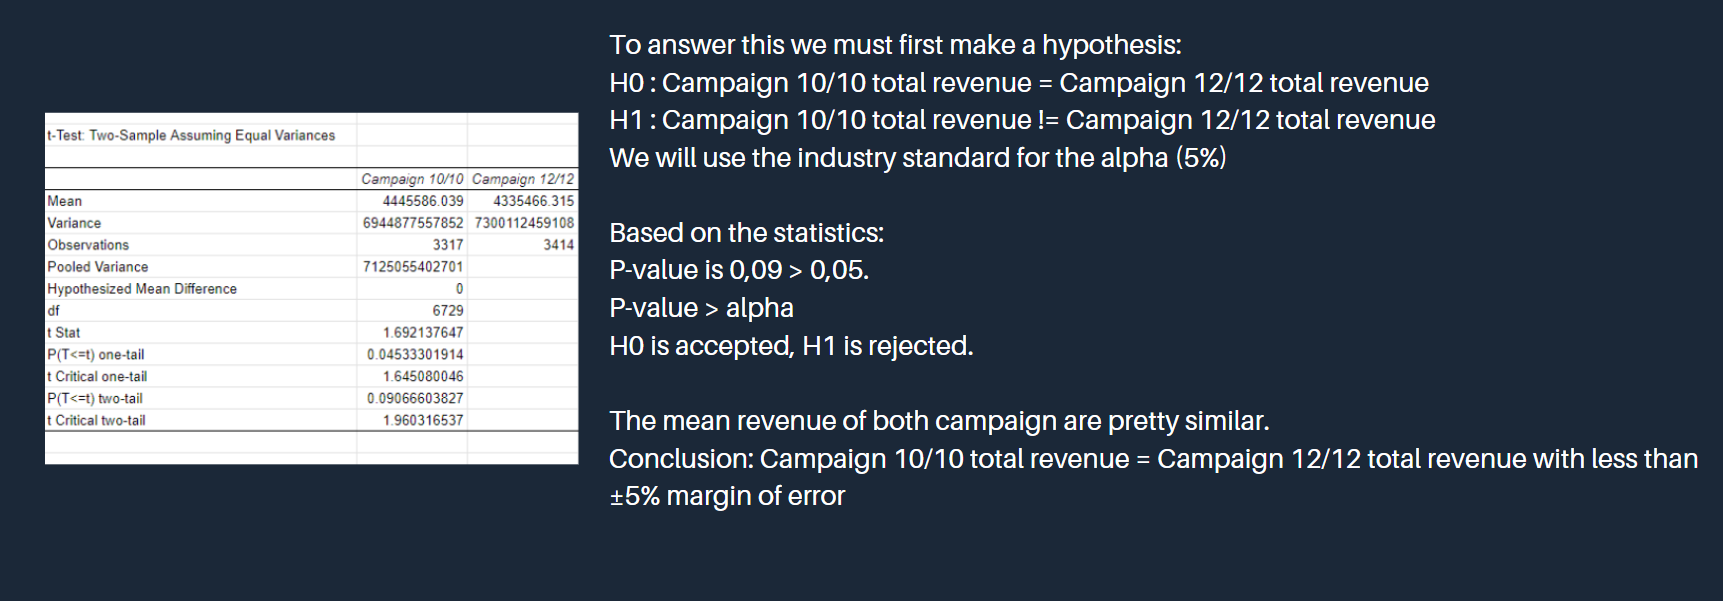 t-Test: Two-Sample Assuming Equal Variances
Campaign 10/10 Campaign 12/12
Mean 4445586.039 4335466.315
Variance 6944877557852 7300112459108
Observations 3317 3414
Pooled Variance 7125055402701
Hypothesized Mean Difference 0
df 6729
t Stat 1.692137647
P(T<=t) one-tail 0.04533301914
t Critical one-tail 1.645080046
P(T<=t) two-tail 0.09066603827
t Critical two-tail 1.960316537
To answer this we must first make a hypothesis:
H0 : Campaign 10/10 total revenue = Campaign 12/12 total revenue
H1 : Campaign 10/10 total revenue != Campaign 12/12 total revenue
We will use the industry standard for the alpha (5%)
Based on the statistics:
P-value is 0,09 > 0,05.
P-value > alpha
H0 is accepted, H1 is rejected.
The mean revenue of both campaign are pretty similar.
Conclusion: Campaign 10/10 total revenue = Campaign 12/12 total revenue with less than
±5% margin of error